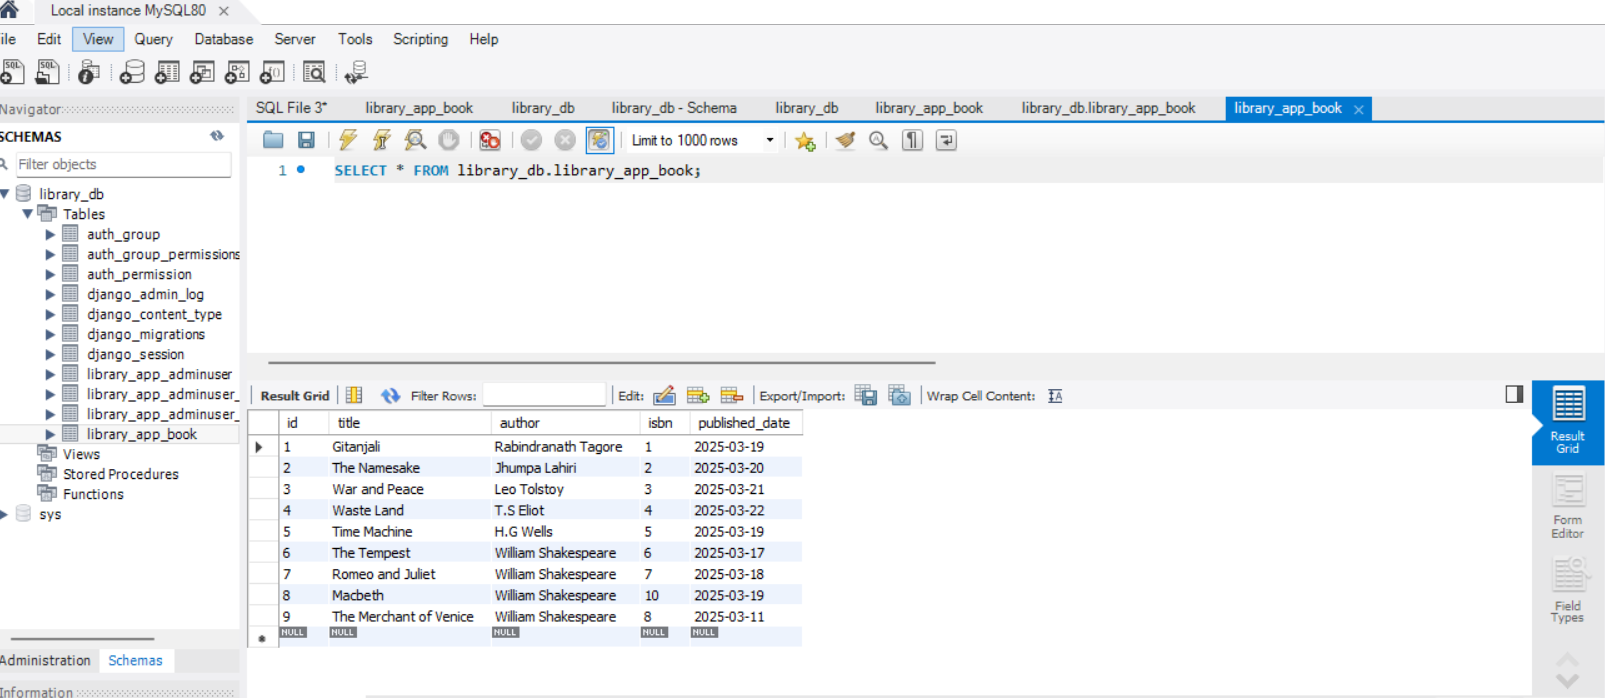 Local instance MySQL80
ile Edit View Query Database Server Tools Scripting Help
Navigator
SQL File 3* library_app_book library_db library_db - Schema library_db library_app_book library_db.library_app_book library_app_book
SCHEMAS
Limit to 1000 rows
Filter objects
1 SELECT * FROM library_db.library_app_book;
library_db
Tables
auth_group
auth_group_permissions
auth_permission
django_admin_log
django_content_type
django_migrations
django_session
library_app_adminuser
library_app_adminuser_
library_app_adminuser_
library_app_book
Views
Stored Procedures
Functions
sys
Result Grid Filter Rows: Edit: Export/Import: Wrap Cell Content:
id title author isbn published_date
1 Gitanjali Rabindranath Tagore 1 2025-03-19
2 The Namesake Jhumpa Lahiri 2 2025-03-20
3 War and Peace Leo Tolstoy 3 2025-03-21
4 Waste Land T.S Eliot 4 2025-03-22
5 Time Machine H.G Wells 5 2025-03-19
6 The Tempest William Shakespeare 6 2025-03-17
7 Romeo and Juliet William Shakespeare 7 2025-03-18
8 Macbeth William Shakespeare 10 2025-03-19
9 The Merchant of Venice William Shakespeare 8 2025-03-11
NULL NULL NULL NULL NULL
Result
Grid
Form
Editor
Field
Types
Administration Schemas
Information